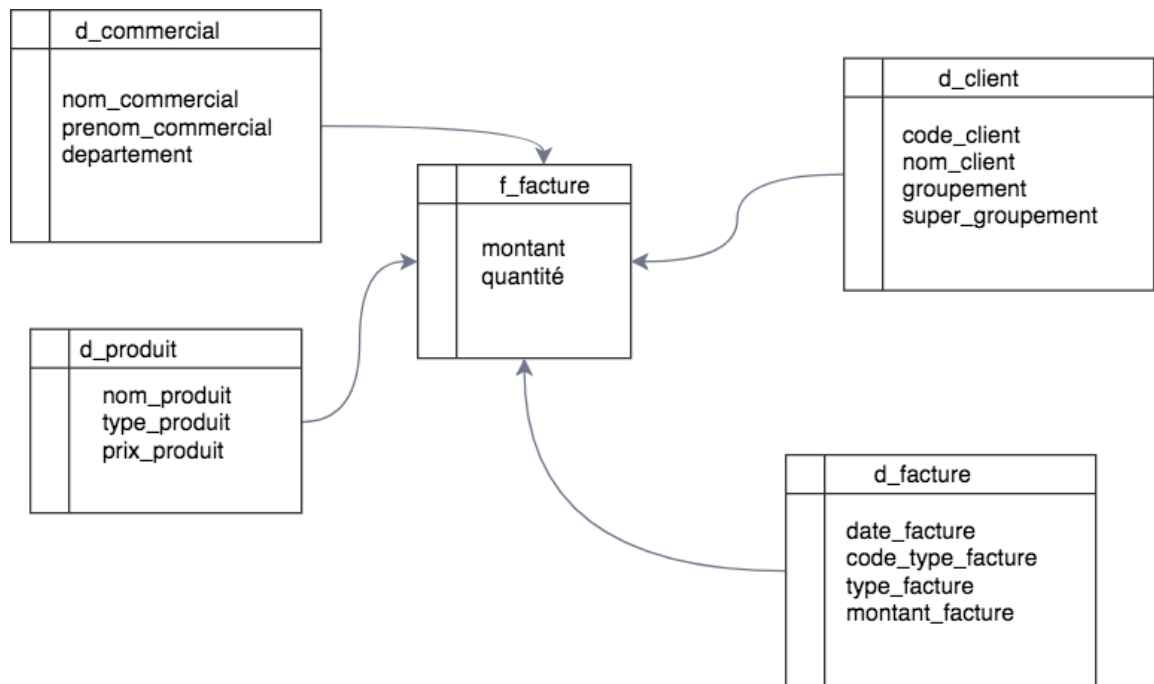 d_commercial
nom_commercial
prenom_commercial
departement
d_client
code_client
nom_client
groupement
super_groupement
f_facture
montant
quantité
d_produit
nom_produit
type_produit
prix_produit
d_facture
date_facture
code_type_facture
type_facture
montant_facture